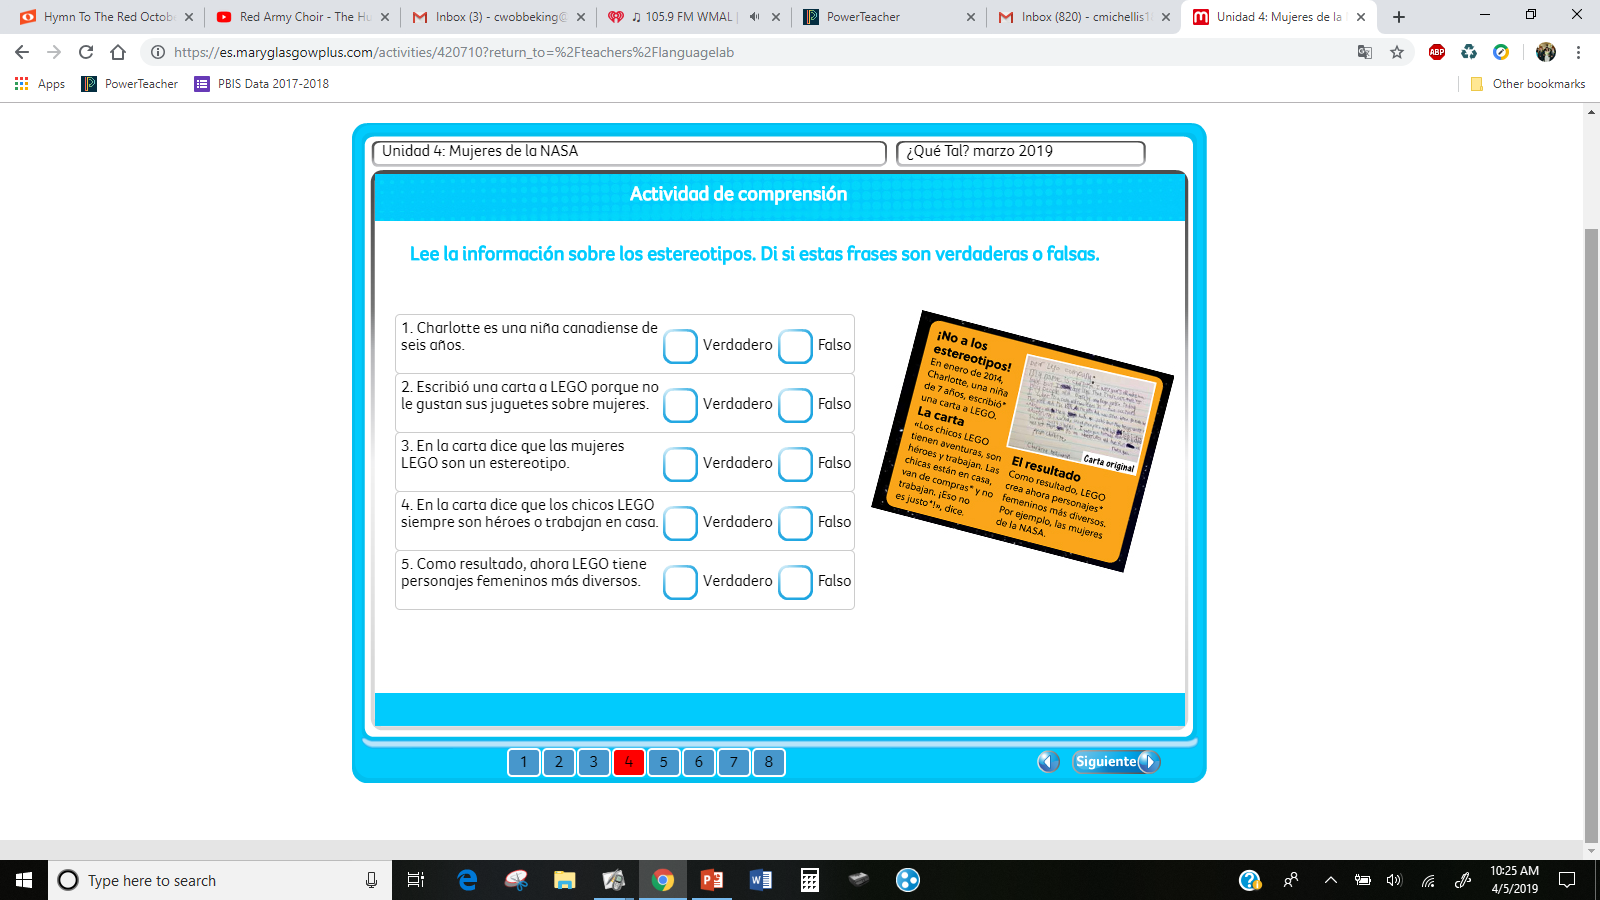 Hymn To The Red Octobe
Red Army Choir - The Hu
Inbox (3) - cwobbeking@
♫ 105.9 FM WMAL |
PowerTeacher
Inbox (820) - cmichellis1
Unidad 4: Mujeres de la
https://es.maryglasgowplus.com/activities/420710?return_to=%2Fteachers%2Flanguagelab
ABP
Apps
PowerTeacher
PBIS Data 2017-2018
Other bookmarks
Unidad 4: Mujeres de la NASA
¿Qué Tal? marzo 2019
Actividad de comprensión
Lee la información sobre los estereotipos. Di si estas frases son verdaderas o falsas.
1. Charlotte es una niña canadiense de
seis años.
Verdadero
Falso
2. Escribió una carta a LEGO porque no
le gustan sus juguetes sobre mujeres.
Verdadero
Falso
3. En la carta dice que las mujeres
LEGO son un estereotipo.
Verdadero
Falso
4. En la carta dice que los chicos LEGO
siempre son héroes o trabajan en casa.
Verdadero
Falso
5. Como resultado, ahora LEGO tiene
personajes femeninos más diversos.
Verdadero
Falso
¡No a los
estereotipos!
En enero de 2014,
Charlotte, una niña
de 7 años, escribió*
una carta a LEGO.
La carta
«Los chicos LEGO
tienen aventuras, son
héroes y trabajan. Las
chicas están en casa,
van de compras* y no
trabajan. ¡Eso no
es justo*!», dice.
Carta original
El resultado
Como resultado, LEGO
crea ahora personajes*
femeninos más diversos.
Por ejemplo, las mujeres
de la NASA.
1 2 3 4 5 6 7 8
Siguiente
Type here to search
10:25 AM
4/5/2019